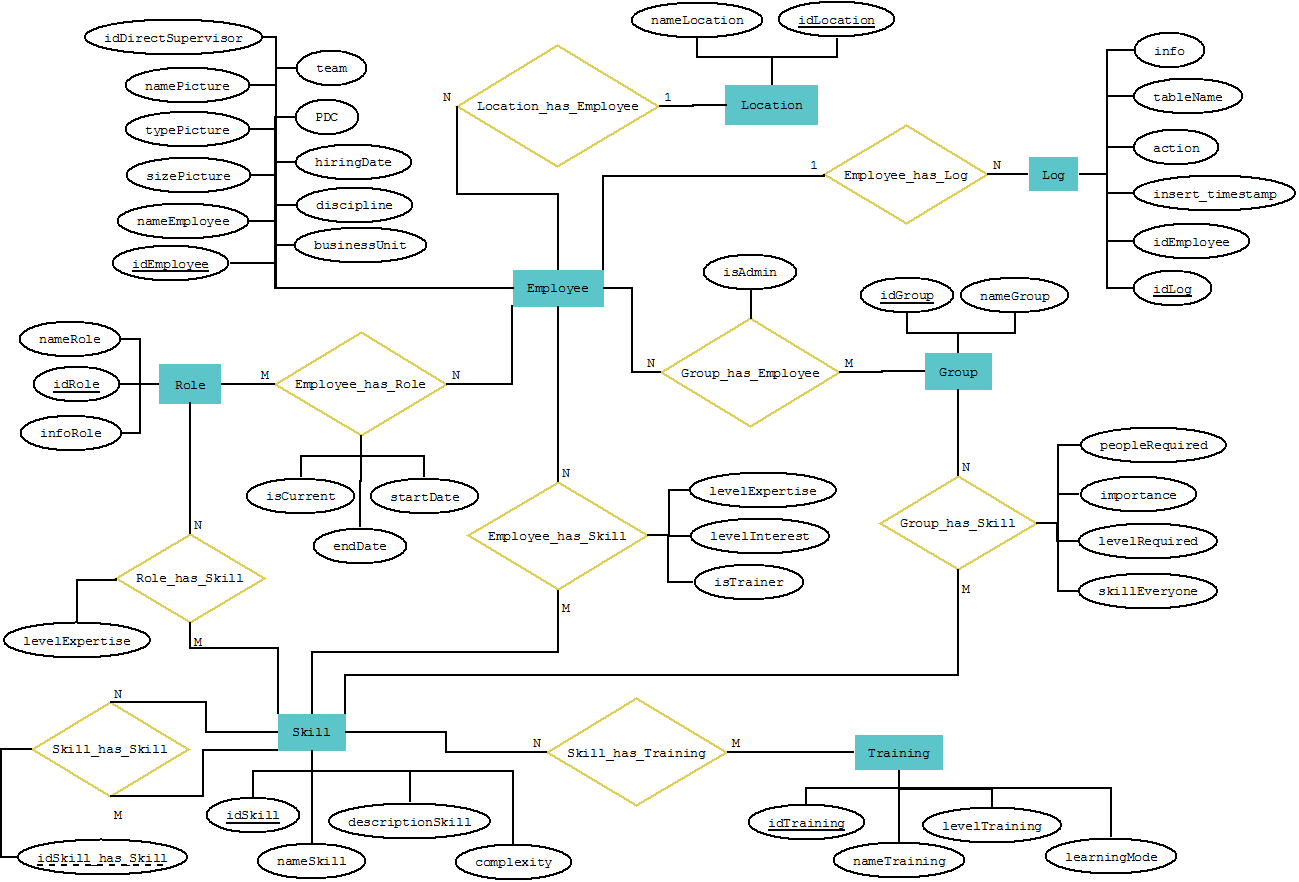 nameLocation
idLocation
idDirectSupervisor
team
info
namePicture
Location_has_Employee
N
1
Location
tableName
typePicture
PDC
action
sizePicture
hiringDate
1
Employee_has_Log
N
Log
insert_timestamp
nameEmployee
discipline
idEmployee
businessUnit
idEmployee
isAdmin
Employee
idGroup
nameGroup
idLog
nameRole
N
Group_has_Employee
M
Group
Role
M
Employee_has_Role
N
idRole
infoRole
peopleRequired
isCurrent
startDate
N
levelExpertise
N
importance
endDate
Employee_has_Skill
levelInterest
Group_has_Skill
levelRequired
N
Role_has_Skill
isTrainer
M
skillEveryone
levelExpertise
M
M
N
Skill_has_Skill
Skill
N
Skill_has_Training
M
Training
M
idSkill
descriptionSkill
idTraining
levelTraining
idSkill_has_Skill
nameSkill
complexity
nameTraining
learningMode